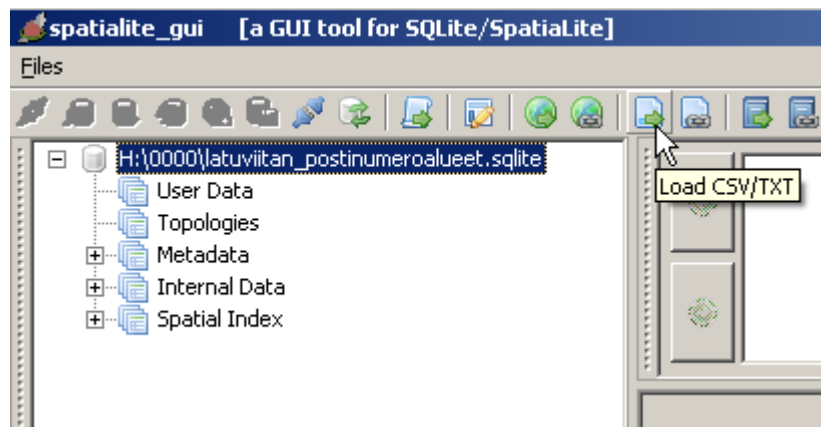 spatialite_gui [a GUI tool for SQLite/SpatiaLite]
Files
H:\0000\latuviitan_postinumeroalueet.sqlite
Load CSV/TXT
User Data
Topologies
Metadata
Internal Data
Spatial Index